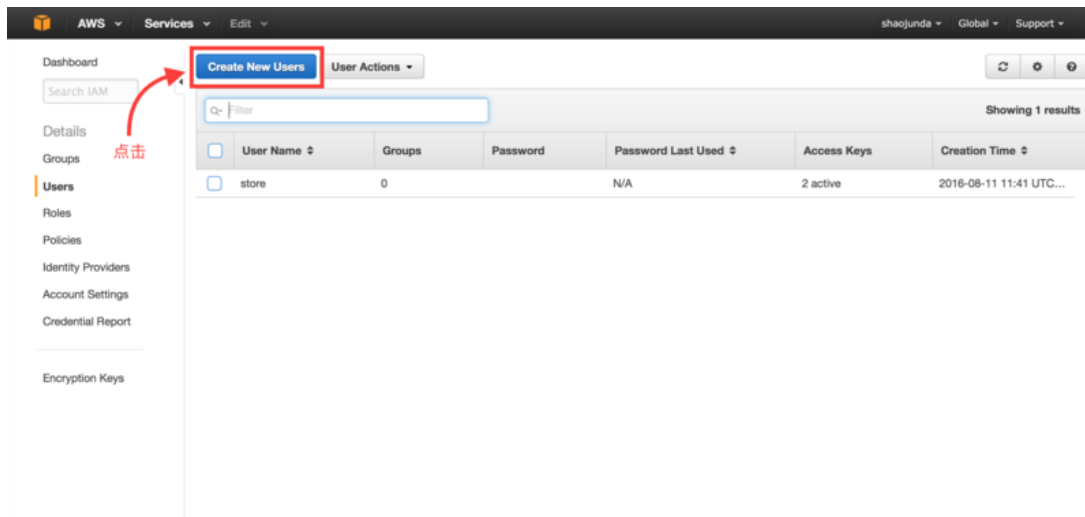 AWS Services Edit shaojunda Global Support
Dashboard
Search IAM
Details
Groups
Users
Roles
Policies
Identity Providers
Account Settings
Credential Report
Encryption Keys
点击
Create New Users User Actions
Filter
Showing 1 results
User Name Groups Password Password Last Used Access Keys Creation Time
store 0 N/A 2 active 2016-08-11 11:41 UTC...